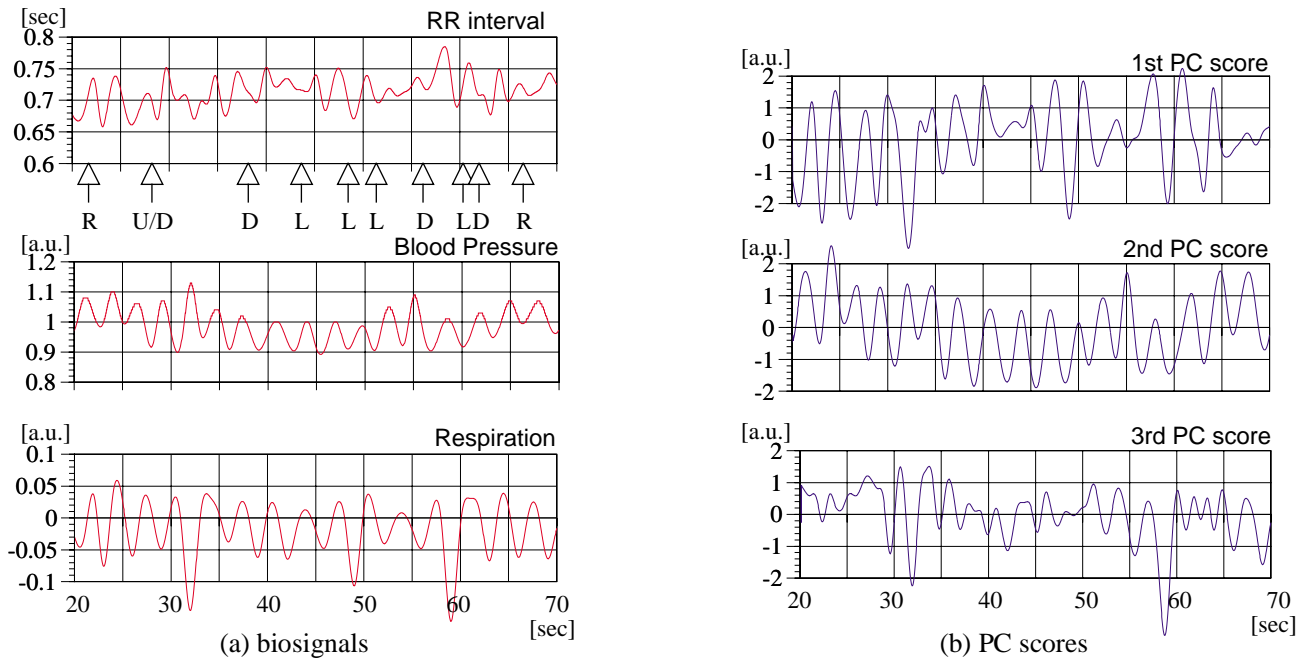 [sec]
RR interval
0.8
0.75
0.7
0.65
0.6
R U/D D L L L D L D R
[a.u.]
Blood Pressure
1.2
1.1
1
0.9
0.8
[a.u.]
Respiration
0.1
0.05
0
-0.05
-0.1
20 30 40 50 60 70
[sec]
(a) biosignals
[a.u.]
1st PC score
2
1
0
-1
-2
[a.u.]
2nd PC score
2
1
0
-1
-2
[a.u.]
3rd PC score
2
1
0
-1
-2
20 30 40 50 60 70
[sec]
(b) PC scores